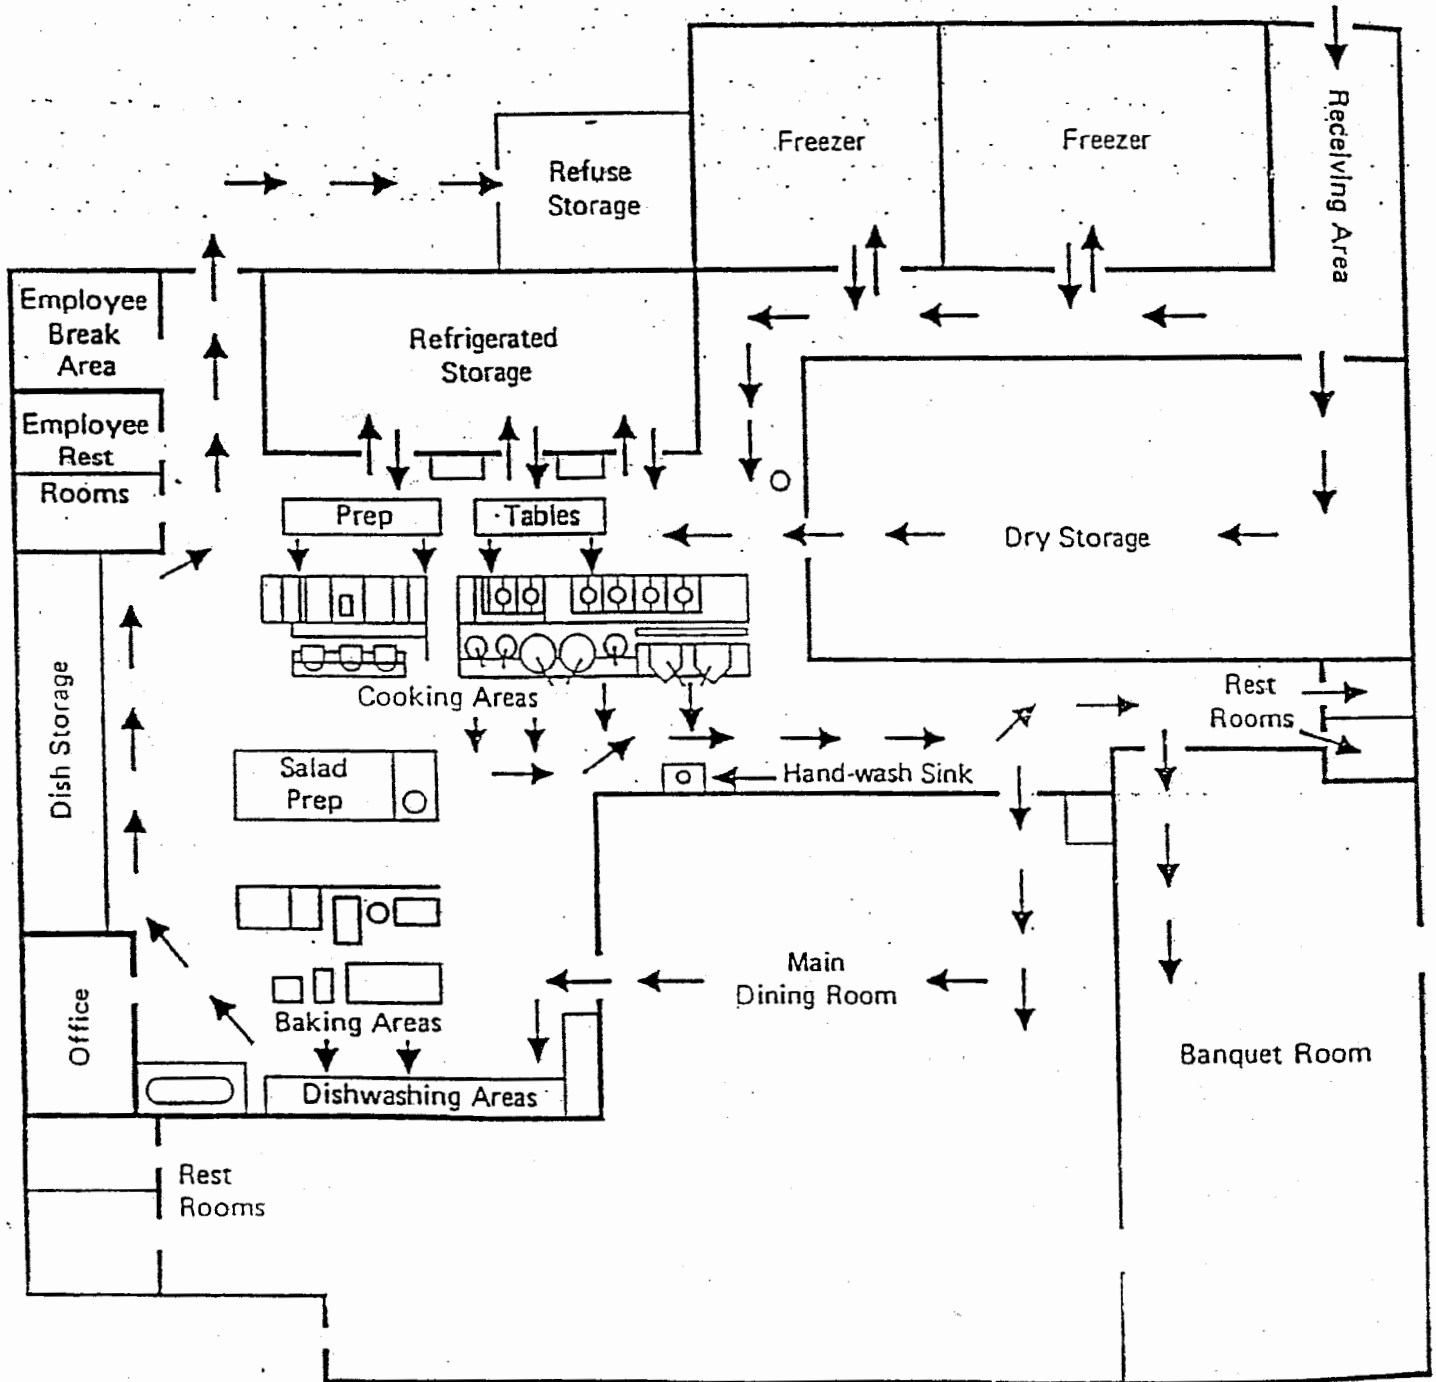 Freezer
Freezer
Receiving Area
Refuse
Storage
Employee
Break
Area
Refrigerated
Storage
Employee
Rest
Rooms
Prep
Tables
Dry Storage
Dish Storage
Cooking Areas
Rest
Rooms
Salad
Prep
Hand-wash Sink
Main
Dining Room
Office
Baking Areas
Banquet Room
Dishwashing Areas
Rest
Rooms